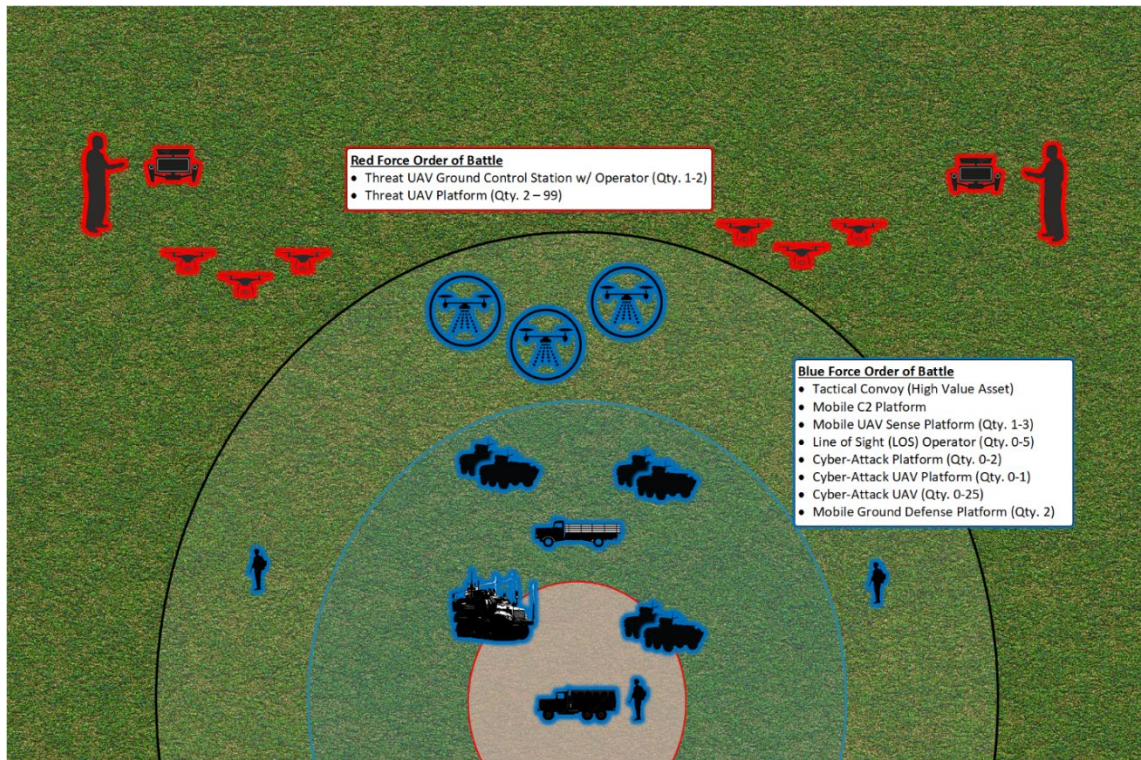 Red Force Order of Battle
• Threat UAV Ground Control Station w/ Operator (Qty. 1-2)
• Threat UAV Platform (Qty. 2 – 99)
Blue Force Order of Battle
• Tactical Convoy (High Value Asset)
• Mobile C2 Platform
• Mobile UAV Sense Platform (Qty. 1-3)
• Line of Sight (LOS) Operator (Qty. 0-5)
• Cyber-Attack Platform (Qty. 0-2)
• Cyber-Attack UAV Platform (Qty. 0-1)
• Cyber-Attack UAV (Qty. 0-25)
• Mobile Ground Defense Platform (Qty. 2)